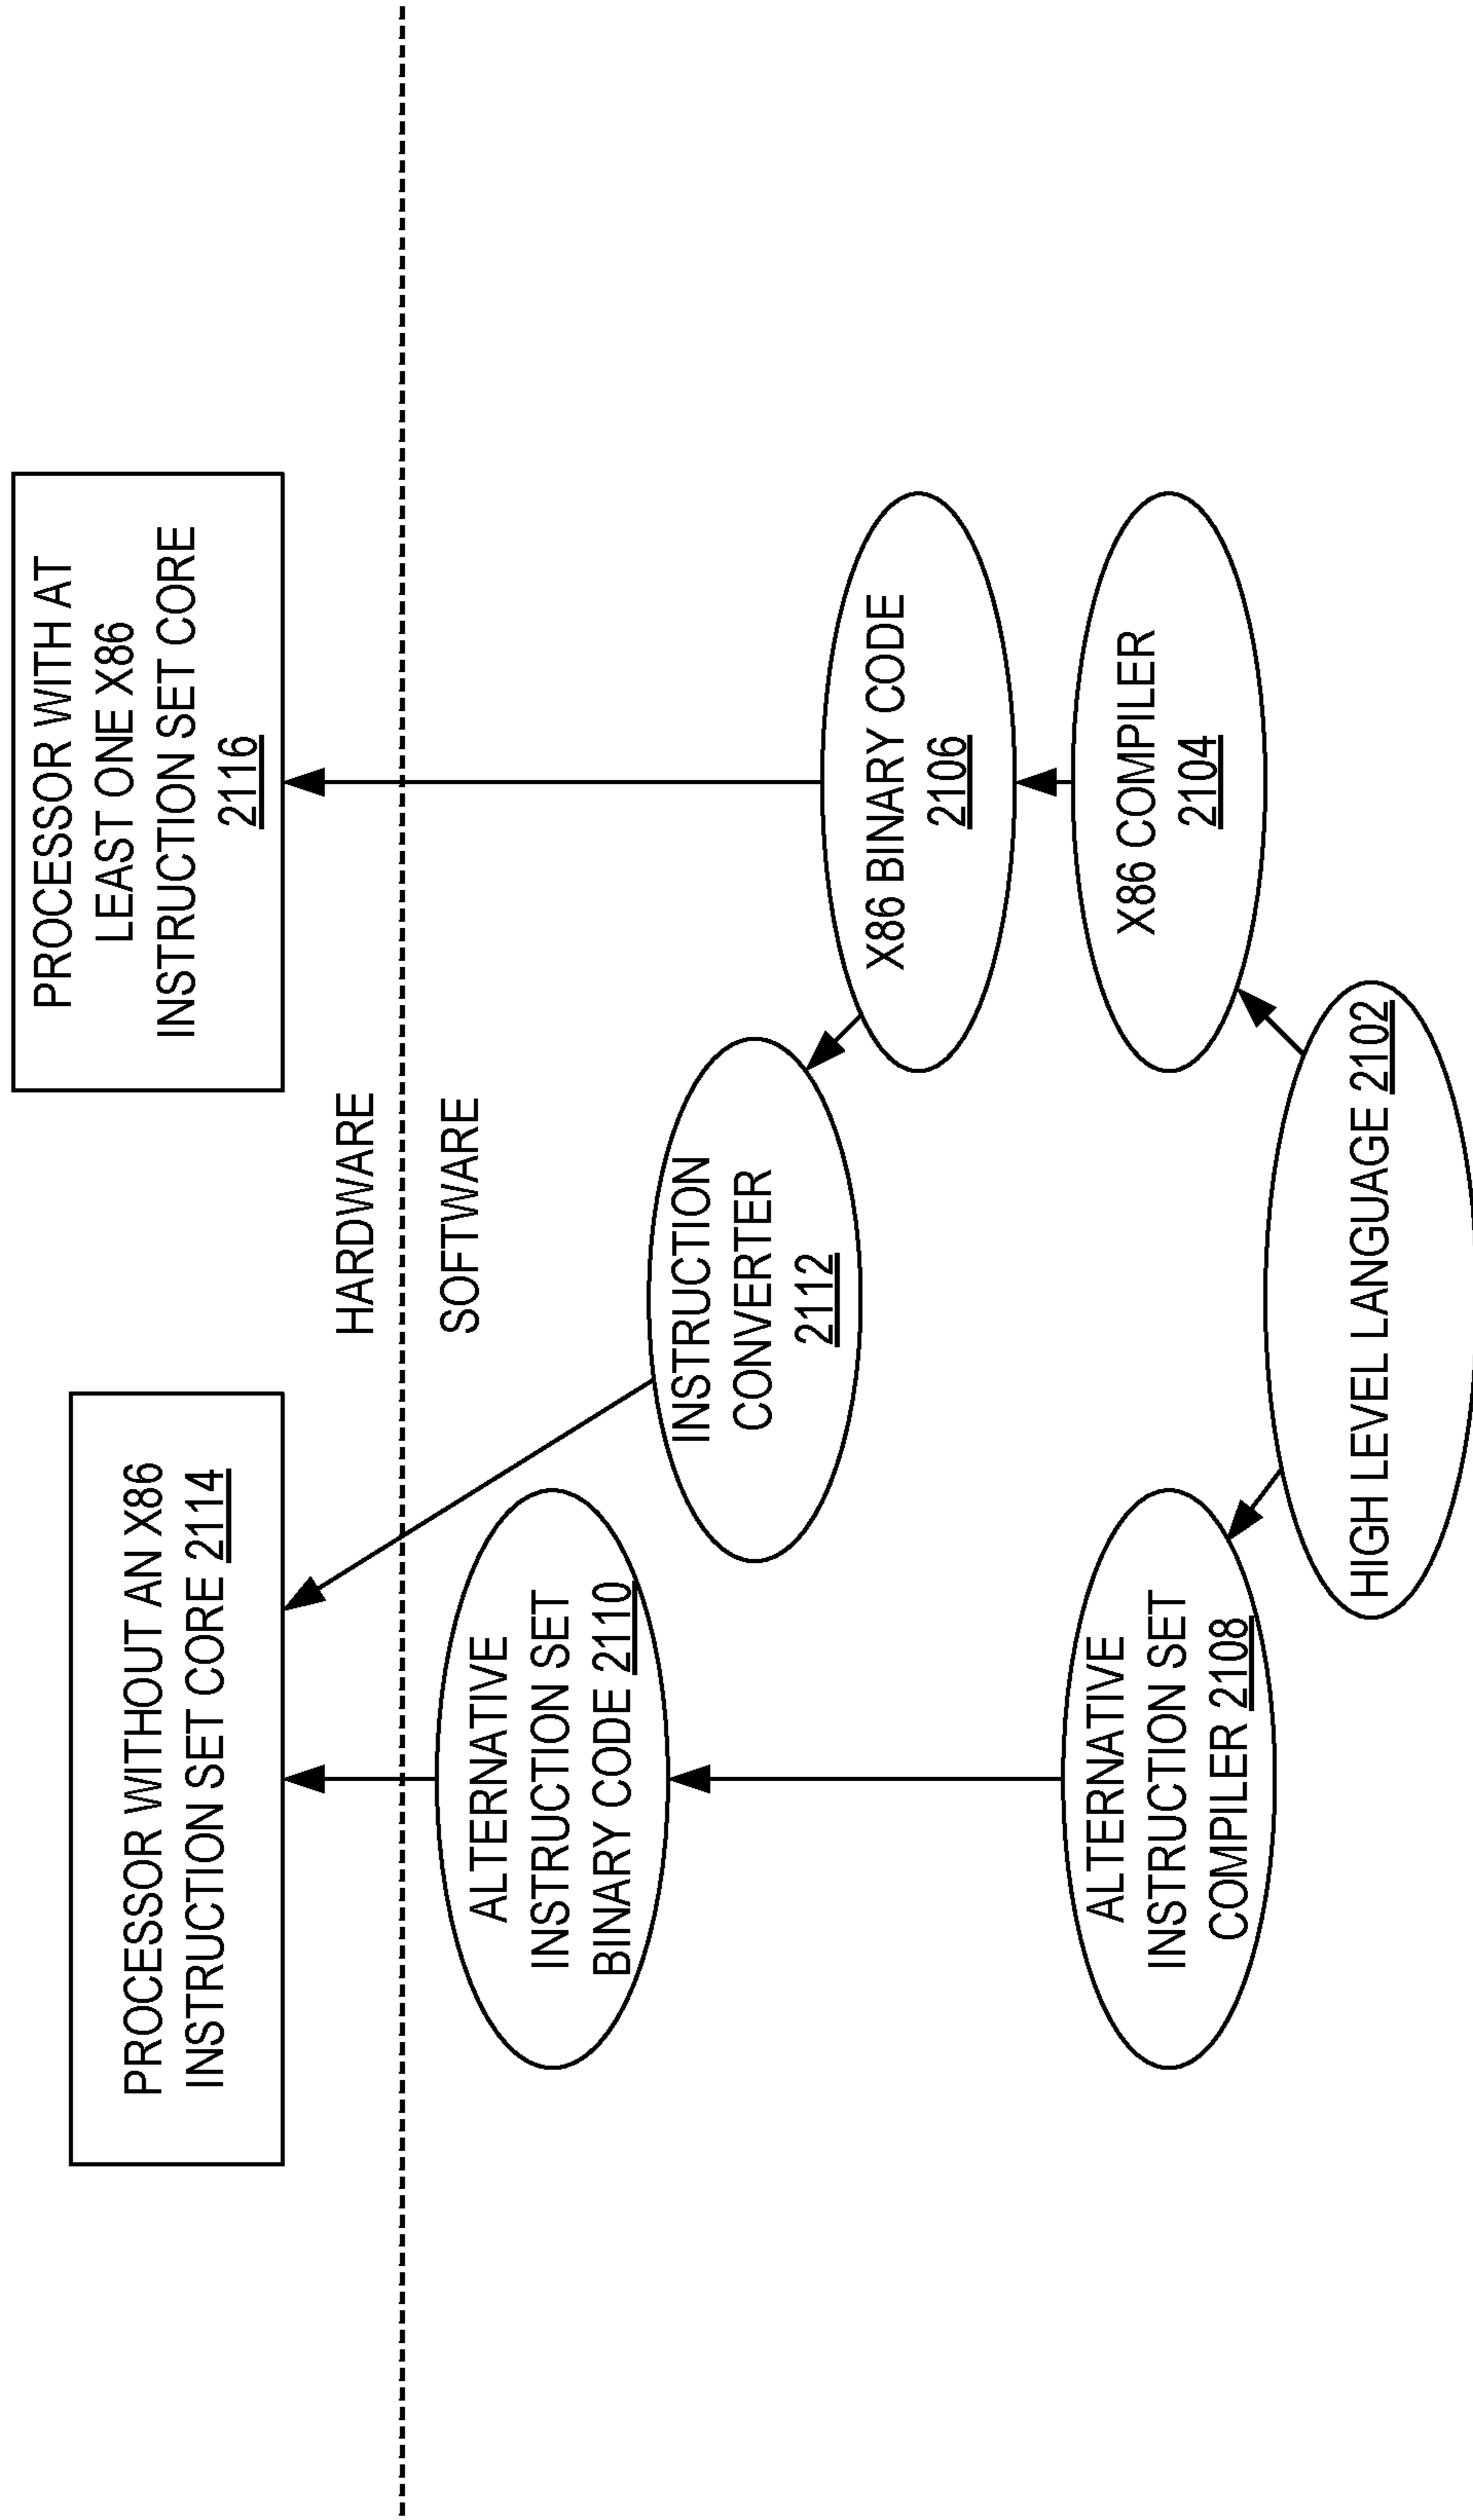 PROCESSOR WITHOUT AN X86
INSTRUCTION SET CORE 2114
PROCESSOR WITH AT
LEAST ONE X86
INSTRUCTION SET CORE
2116
HARDWARE
SOFTWARE
ALTERNATIVE
INSTRUCTION SET
BINARY CODE 2110
INSTRUCTION
CONVERTER
2112
X86 BINARY CODE
2106
ALTERNATIVE
INSTRUCTION SET
COMPILER 2108
X86 COMPILER
2104
HIGH LEVEL LANGUAGE 2102